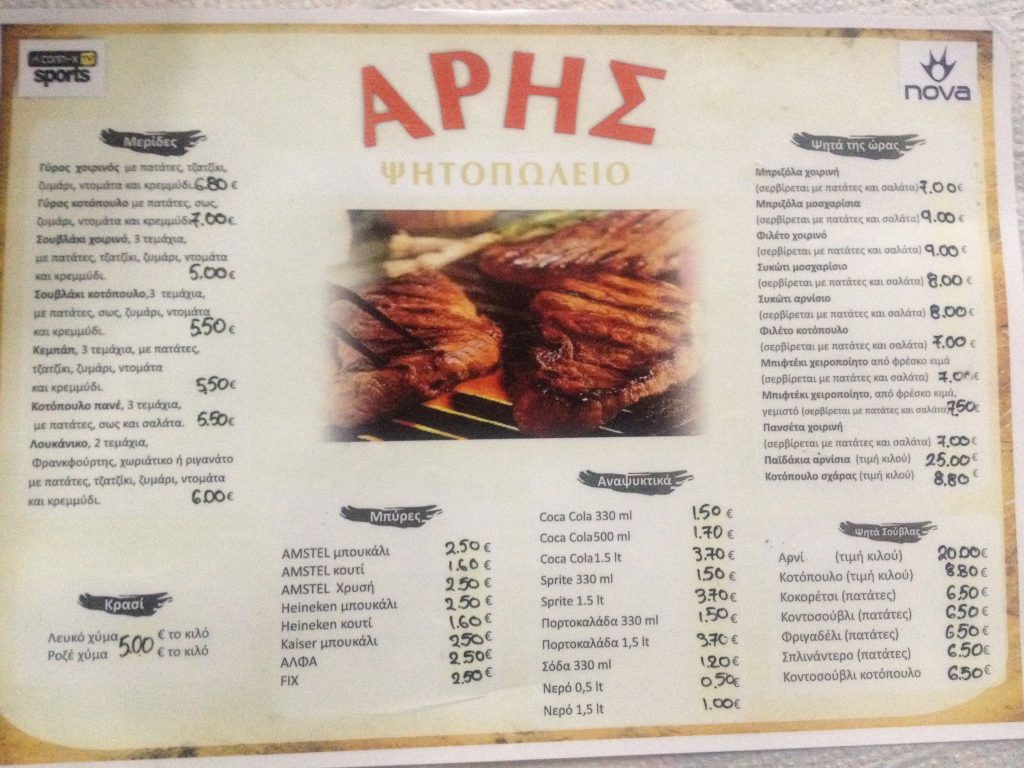 sports
nova
ΑΡΗΣ
ΨΗΤΟΠΩΛΕΙΟ
Μερίδες
Γύρος χοιρινός με πατάτες, τζατζίκι,
ζυμάρι, ντομάτα και κρεμμύδι. 6.80 €
Γύρος κοτόπουλο με πατάτες, σως,
ζυμάρι, ντομάτα και κρεμμύδι 7.00 €.
Σουβλάκι χοιρινό, 3 τεμάχια,
με πατάτες, τζατζίκι, ζυμάρι, ντομάτα
και κρεμμύδι. 5.00 €
Σουβλάκι κοτόπουλο,3 τεμάχια,
με πατάτες, σως, ζυμάρι, ντομάτα
και κρεμμύδι. 5.50 €
Κεμπάπ, 3 τεμάχια, με πατάτες,
τζατζίκι, ζυμάρι, ντομάτα
και κρεμμύδι. 5,50 €
Κοτόπουλο πανέ, 3 τεμάχια,
με πατάτες, σως και σαλάτα. 5.50 €
Λουκάνικο, 2 τεμάχια,
Φρανκφούρτης, χωριάτικο ή ριγανάτο
με πατάτες, τζατζίκι, ζυμάρι, ντομάτα
και κρεμμύδι. 6.00 €
Κρασί
Λευκό χύμα 5.00 € το κιλό
Ροζέ χύμα € το κιλό
Μπύρες
AMSTEL μπουκάλι 2.50 €
AMSTEL κουτί 1.60 €
AMSTEL Χρυσή 2.50 €
Heineken μπουκάλι 2.50 €
Heineken κουτί 1.60 €
Kaiser μπουκάλι 2.50 €
ΑΛΦΑ 2.50 €
FIX 2.50 €
Αναψυκτικά
Coca Cola 330 ml 1.50 €
Coca Cola500 ml 1.70 €
Coca Cola1.5 lt 3.70 €
Sprite 330 ml 1.50 €
Sprite 1.5 lt 3.70 €
Πορτοκαλάδα 330 ml 1.50 €
Πορτοκαλάδα 1,5 lt 3.70 €
Σόδα 330 ml 1.20 €
Νερό 0,5 lt 0,50 €
Νερό 1,5 lt 1.00 €
Ψητά της ώρας
Μπριζόλα χοιρινή
(σερβίρεται με πατάτες και σαλάτα) 7.00 €
Μπριζόλα μοσχαρίσια
(σερβίρεται με πατάτες και σαλάτα) 9.00 €
Φιλέτο χοιρινό
(σερβίρεται με πατάτες και σαλάτα) 9.00 €
Συκώτι μοσχαρίσιο
(σερβίρεται με πατάτες και σαλάτα) 8.00 €
Συκώτι αρνίσιο
(σερβίρεται με πατάτες και σαλάτα) 8.00 €
Φιλέτο κοτόπουλο
(σερβίρεται με πατάτες και σαλάτα) 7.00 €
Μπιφτέκι χειροποίητο από φρέσκο κιμά
(σερβίρεται με πατάτες και σαλάτα) 7.00 €
Μπιφτέκι χειροποίητο, από φρέσκο κιμά,
γεμιστό (σερβίρεται με πατάτες και σαλάτα) 7.50 €
Πανσέτα χοιρινή
(σερβίρεται με πατάτες και σαλάτα) 7.00 €
Παϊδάκια αρνίσια (τιμή κιλού) 25.00 €
Κοτόπουλο σχάρας (τιμή κιλού) 8.80 €
Ψητά Σούβλας
Αρνί (τιμή κιλού) 20.00 €
Κοτόπουλο (τιμή κιλού) 8.80 €
Κοκορέτσι (πατάτες) 6.50 €
Κοντοσούβλι (πατάτες) 6.50 €
Φριγαδέλι (πατάτες) 6.50 €
Σπλινάντερο (πατάτες) 6.50 €
Κοντοσούβλι κοτόπουλο 6.50 €